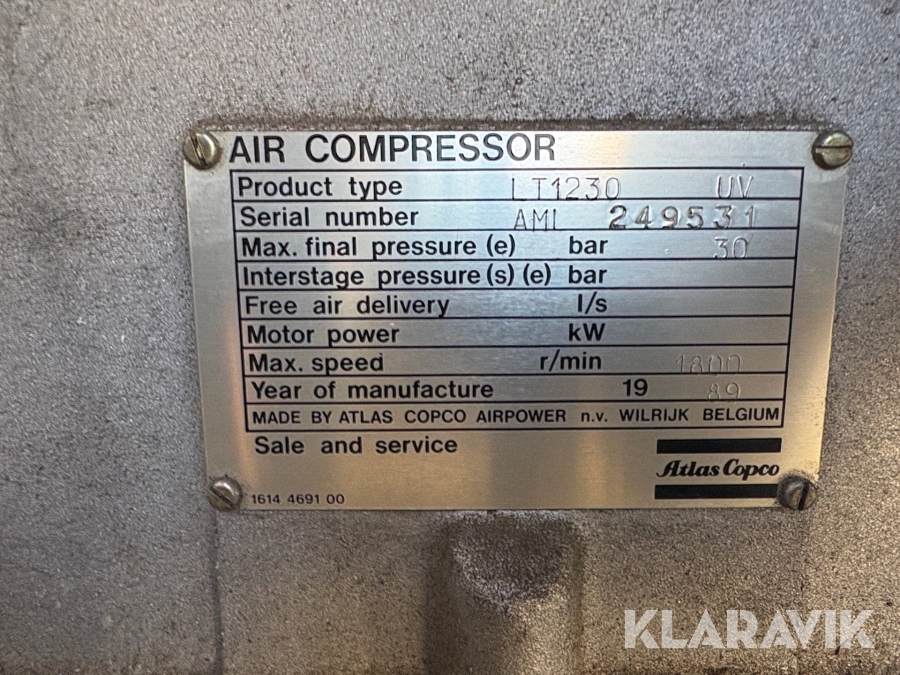 AIR COMPRESSOR
Product type LT1230 UV
Serial number AML 249531
Max. final pressure (e) bar 30
Interstage pressure (s) (e) bar
Free air delivery l/s
Motor power kW
Max. speed r/min 1800
Year of manufacture 19 89
MADE BY ATLAS COPCO AIRPOWER n.v. WILRIJK BELGIUM
Sale and service
Atlas Copco
1614 4691 00
KLARAVIK